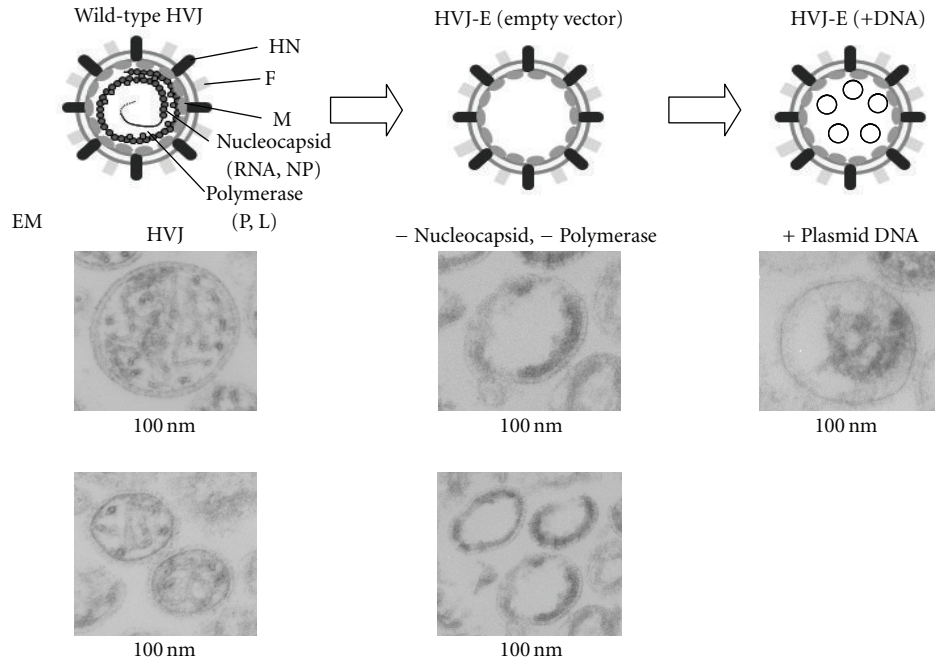 Wild-type HVJ
HVJ-E (empty vector)
HVJ-E (+DNA)
HN
F
M
Nucleocapsid
(RNA, NP)
Polymerase
(P, L)
EM
HVJ
− Nucleocapsid, − Polymerase
+ Plasmid DNA
100 nm
100 nm
100 nm
100 nm
100 nm